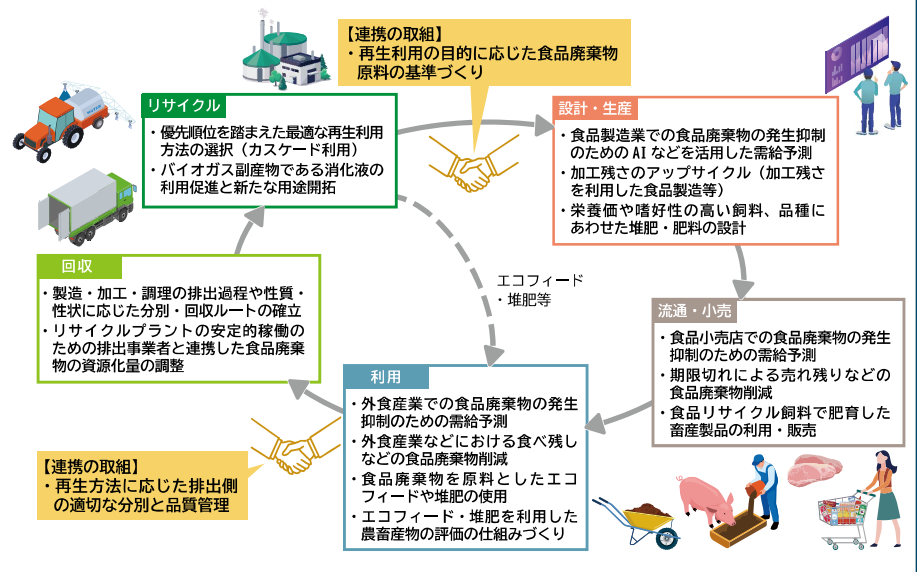 【連携の取組】
・再生利用の目的に応じた食品廃棄物
原料の基準づくり
リサイクル
・優先順位を踏まえた最適な再生利用
方法の選択（カスケード利用）
・バイオガス副産物である消化液の
利用促進と新たな用途開拓
設計・生産
・食品製造業での食品廃棄物の発生抑制
のためのAIなどを活用した需給予測
・加工残さのアップサイクル（加工残さ
を利用した食品製造等）
・栄養価や嗜好性の高い飼料、品種に
あわせた堆肥・肥料の設計
回収
・製造・加工・調理の排出過程や性質・
性状に応じた分別・回収ルートの確立
・リサイクルプラントの安定的稼働の
ための排出事業者と連携した食品廃棄
物の資源化量の調整
エコフィード
・堆肥等
流通・小売
・食品小売店での食品廃棄物の発生
抑制のための需給予測
・期限切れによる売れ残りなどの
食品廃棄物削減
・食品リサイクル飼料で肥育した
畜産製品の利用・販売
利用
・外食産業での食品廃棄物の発生
抑制のための需給予測
・外食産業などにおける食べ残し
などの食品廃棄物削減
・食品廃棄物を原料としたエコ
フィードや堆肥の使用
・エコフィード・堆肥を利用した
農畜産物の評価の仕組みづくり
【連携の取組】
・再生方法に応じた排出側
の適切な分別と品質管理